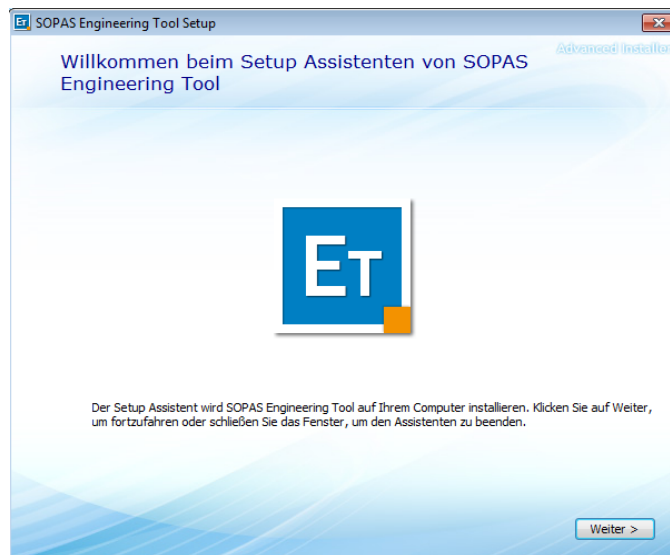 SOPAS Engineering Tool Setup
Advanced Installer
Willkommen beim Setup Assistenten von SOPAS
Engineering Tool
ET
Der Setup Assistent wird SOPAS Engineering Tool auf Ihrem Computer installieren. Klicken Sie auf Weiter,
um fortzufahren oder schließen Sie das Fenster, um den Assistenten zu beenden.
Weiter >